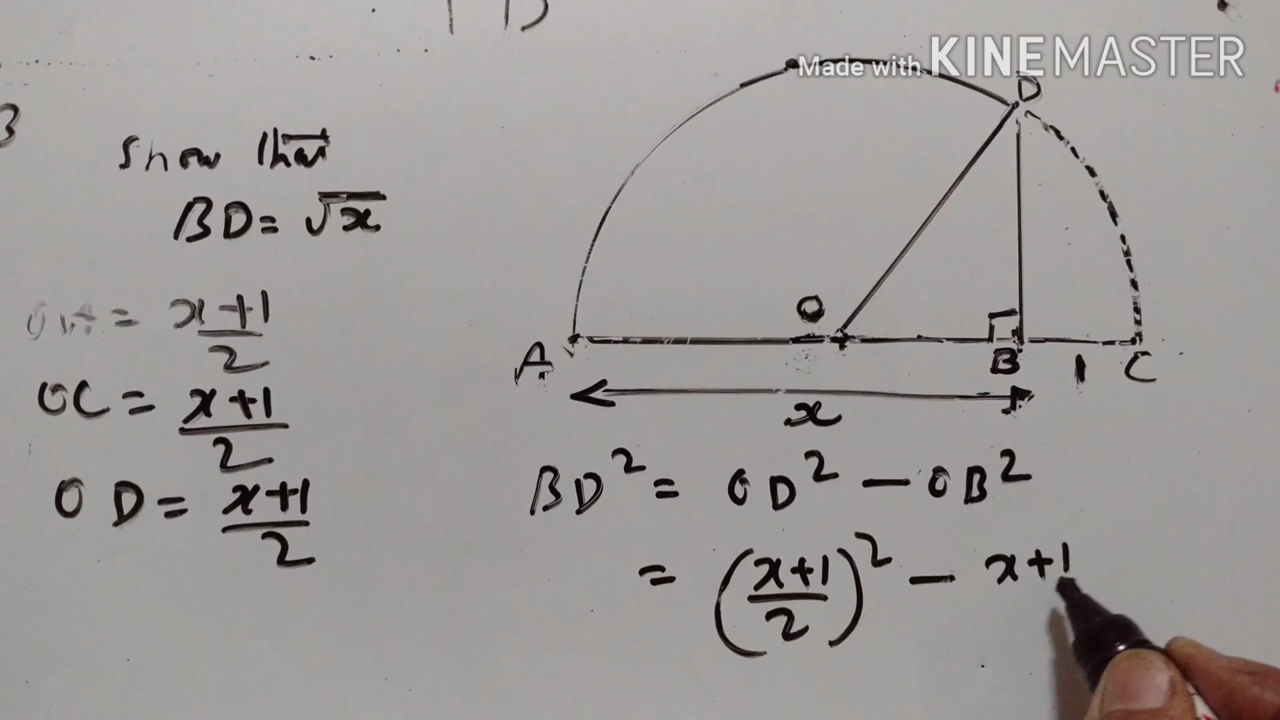 Made with KINEMASTER
3
Show that
BD = √x
OA = x+1/2
OC = x+1/2
OD = x+1/2
D
O
A
B
1
C
x
BD² = OD² - OB²
= (x+1/2)² - x+1